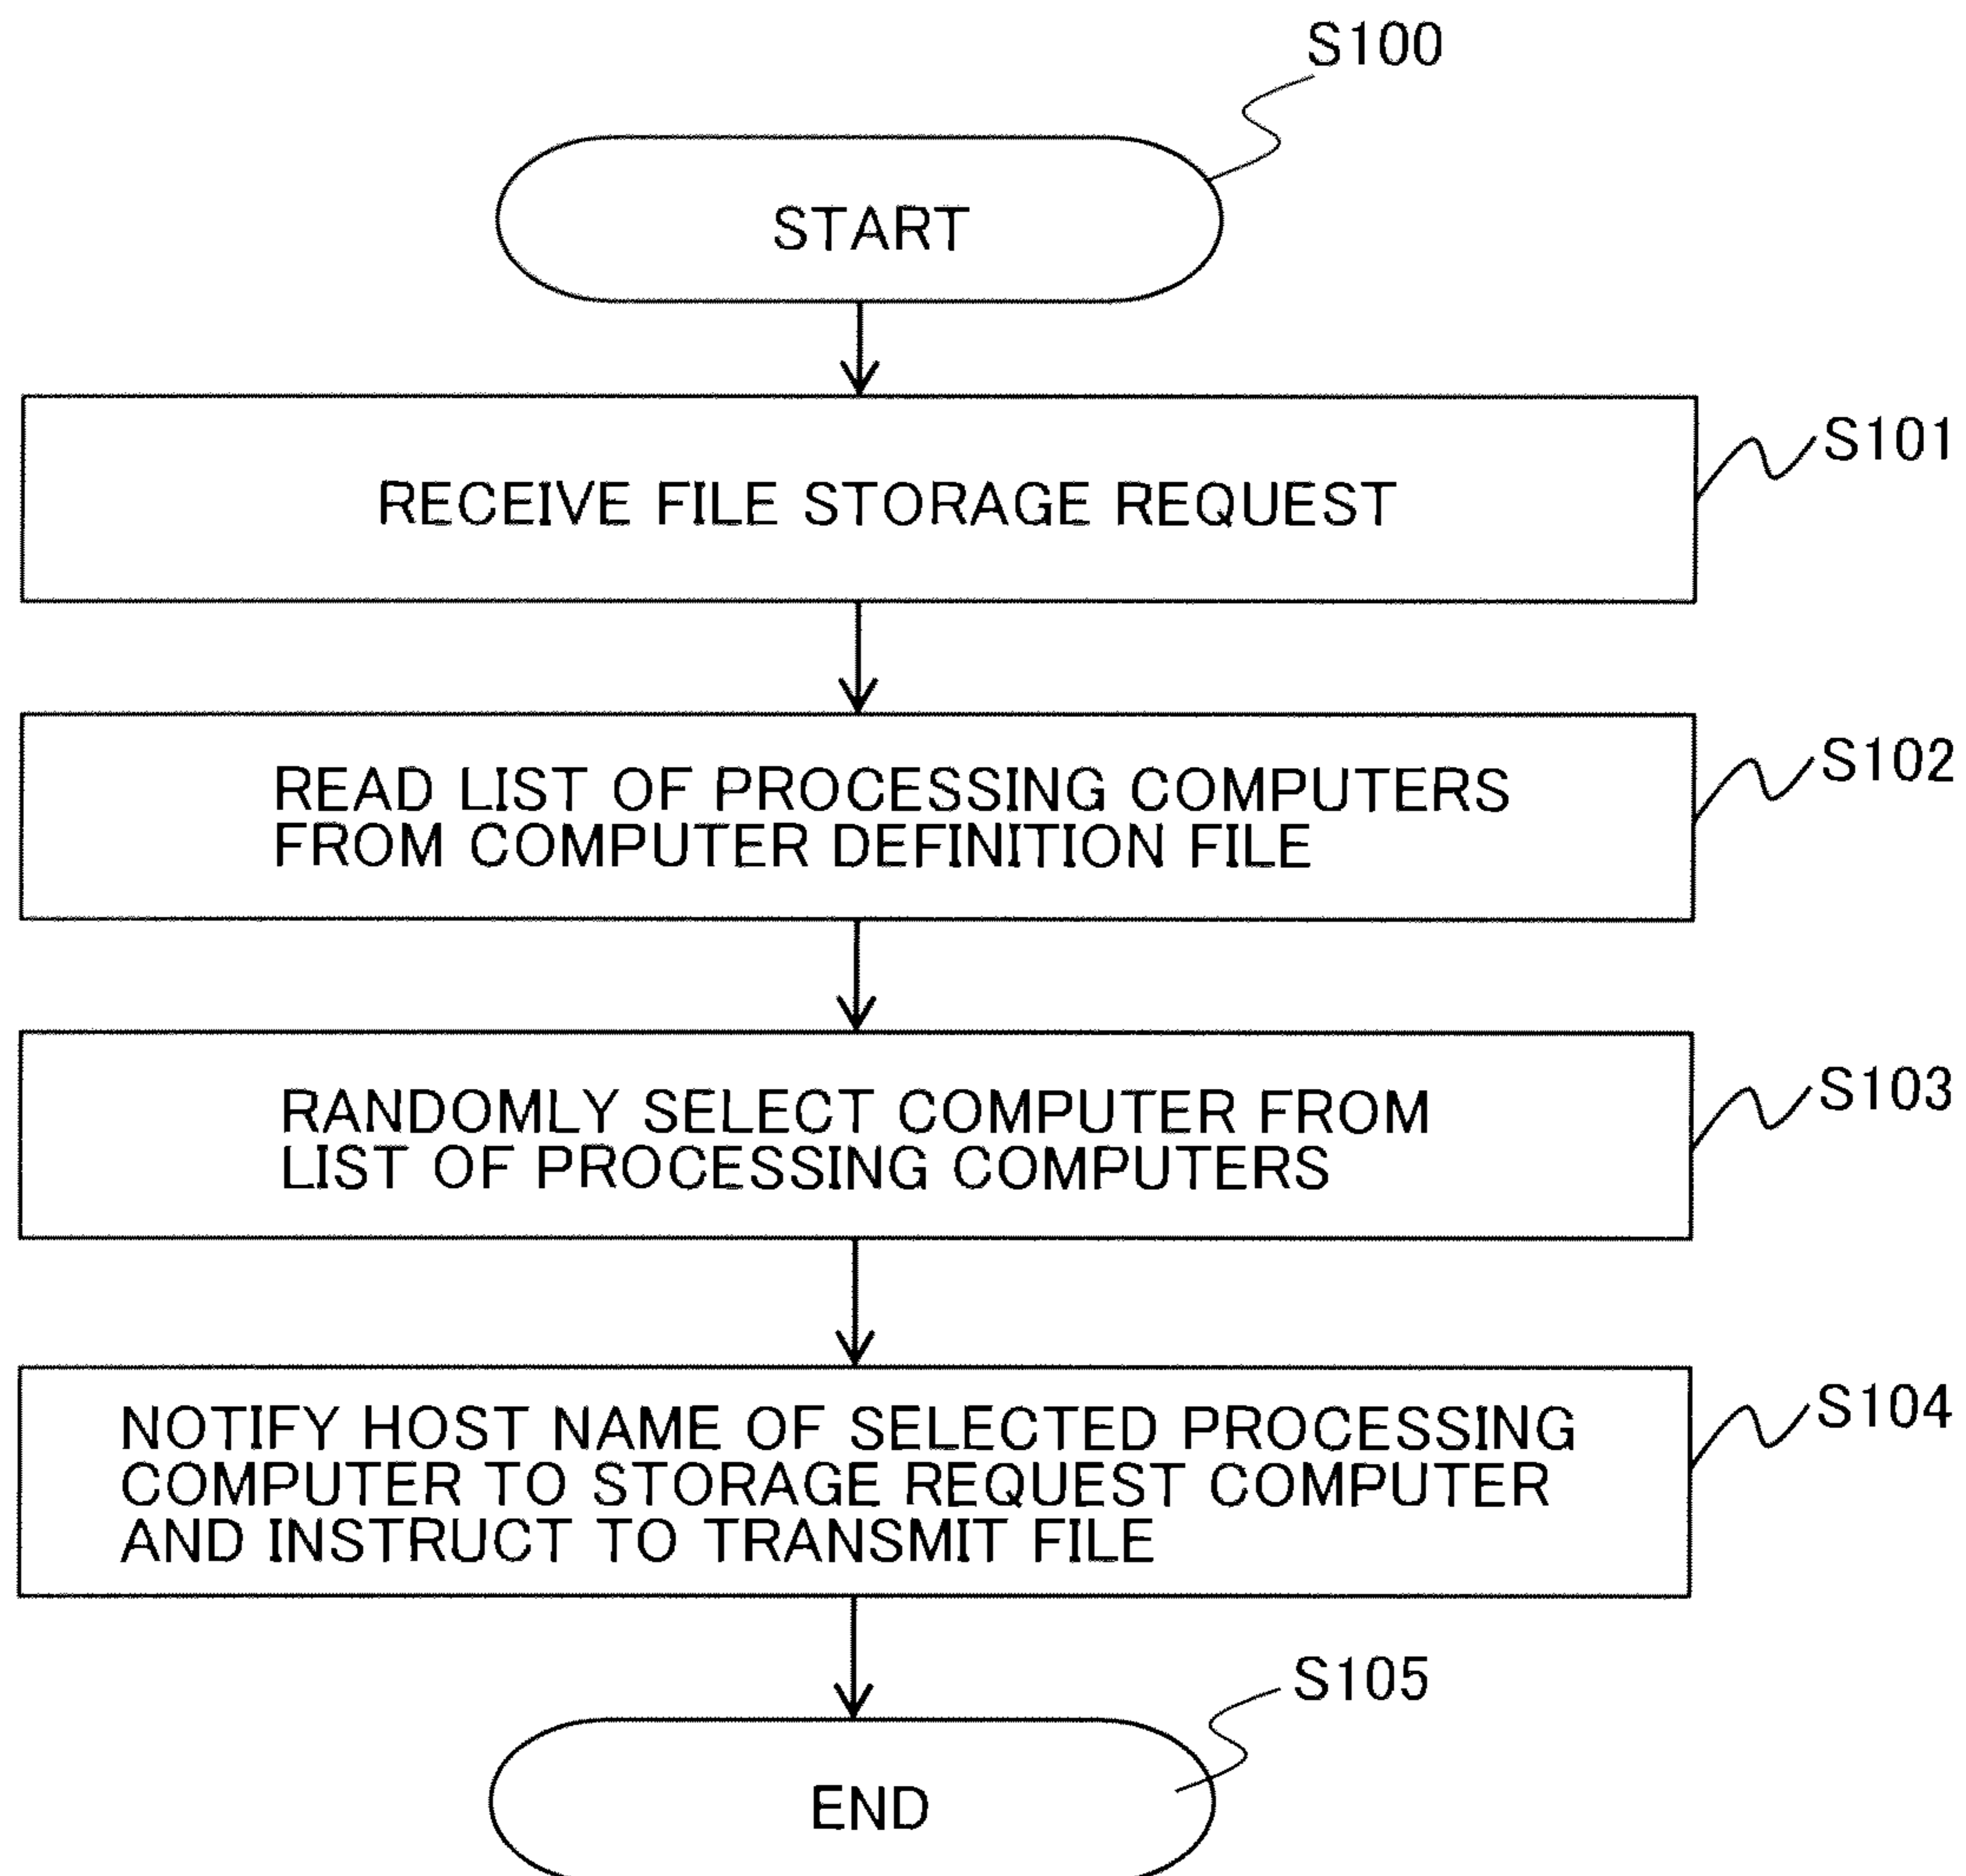 S100
START
RECEIVE FILE STORAGE REQUEST
S101
READ LIST OF PROCESSING COMPUTERS
FROM COMPUTER DEFINITION FILE
S102
RANDOMLY SELECT COMPUTER FROM
LIST OF PROCESSING COMPUTERS
S103
NOTIFY HOST NAME OF SELECTED PROCESSING
COMPUTER TO STORAGE REQUEST COMPUTER
AND INSTRUCT TO TRANSMIT FILE
S104
S105
END